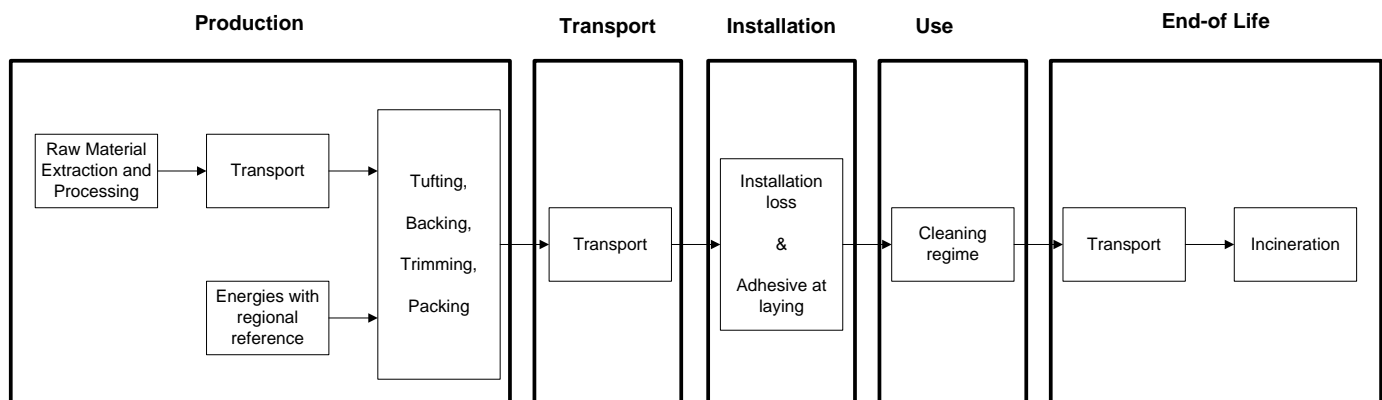 Production
Transport
Installation
Use
End-of Life
Raw Material
Extraction and
Processing
Transport
Energies with
regional
reference
Tufting,
Backing,
Trimming,
Packing
Transport
Installation
loss
&
Adhesive at
laying
Cleaning
regime
Transport
Incineration